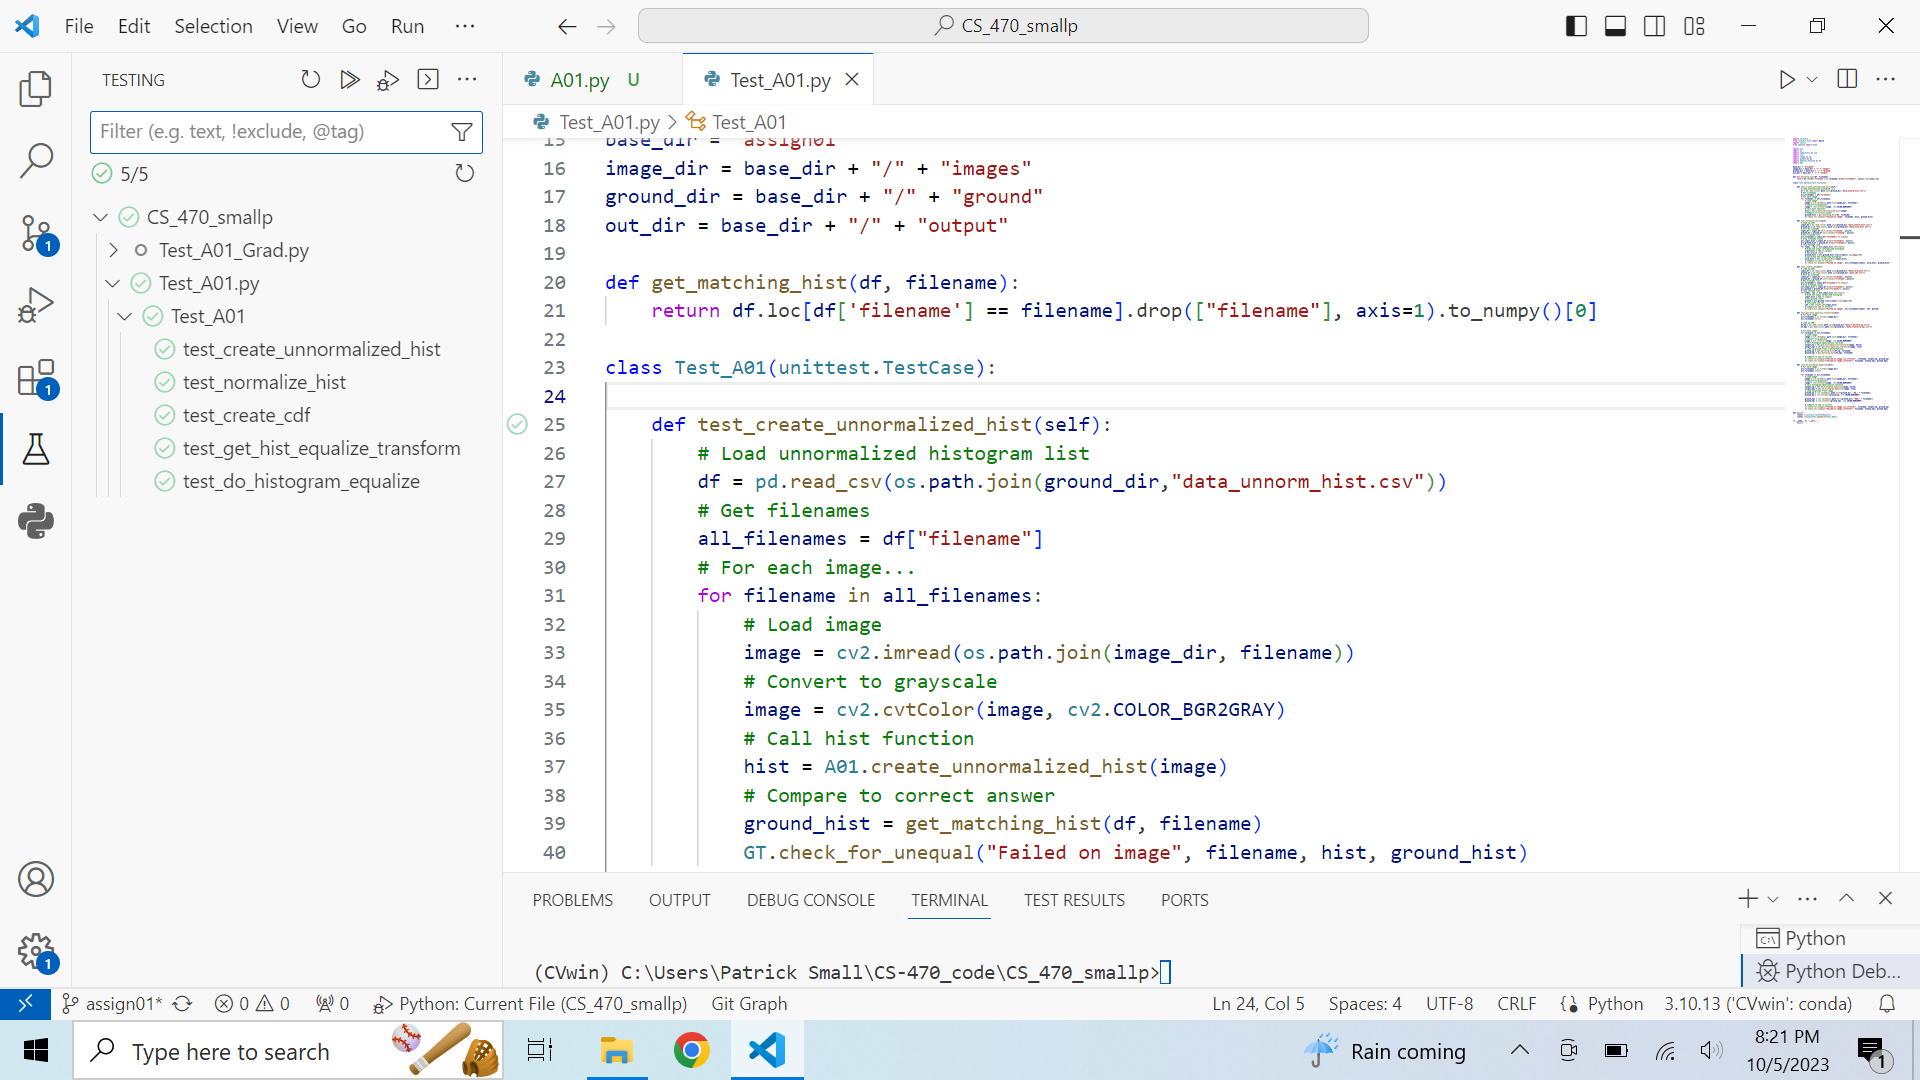 File Edit Selection View Go Run ···
CS_470_smallp
TESTING
Filter (e.g. text, !exclude, @tag)
5/5
CS_470_smallp
Test_A01_Grad.py
Test_A01.py
Test_A01
test_create_unnormalized_hist
test_normalize_hist
test_create_cdf
test_get_hist_equalize_transform
test_do_histogram_equalize
1
1
1
A01.py U
Test_A01.py
Test_A01.py > Test_A01
15 base_dir = "assign01"
16 image_dir = base_dir + "/" + "images"
17 ground_dir = base_dir + "/" + "ground"
18 out_dir = base_dir + "/" + "output"
19
20 def get_matching_hist(df, filename):
21 return df.loc[df['filename'] == filename].drop(["filename"], axis=1).to_numpy()[0]
22
23 class Test_A01(unittest.TestCase):
24
25 def test_create_unnormalized_hist(self):
26 # Load unnormalized histogram list
27 df = pd.read_csv(os.path.join(ground_dir,"data_unnorm_hist.csv"))
28 # Get filenames
29 all_filenames = df["filename"]
30 # For each image...
31 for filename in all_filenames:
32 # Load image
33 image = cv2.imread(os.path.join(image_dir, filename))
34 # Convert to grayscale
35 image = cv2.cvtColor(image, cv2.COLOR_BGR2GRAY)
36 # Call hist function
37 hist = A01.create_unnormalized_hist(image)
38 # Compare to correct answer
39 ground_hist = get_matching_hist(df, filename)
40 GT.check_for_unequal("Failed on image", filename, hist, ground_hist)
PROBLEMS OUTPUT DEBUG CONSOLE TERMINAL TEST RESULTS PORTS
(CVwin) C:\Users\Patrick Small\CS-470_code\CS_470_smallp>
Python
Python Deb...
assign01* 0 0 0 Python: Current File (CS_470_smallp) Git Graph
Ln 24, Col 5 Spaces: 4 UTF-8 CRLF Python 3.10.13 ('CVwin': conda)
Type here to search
Rain coming
8:21 PM
10/5/2023
1